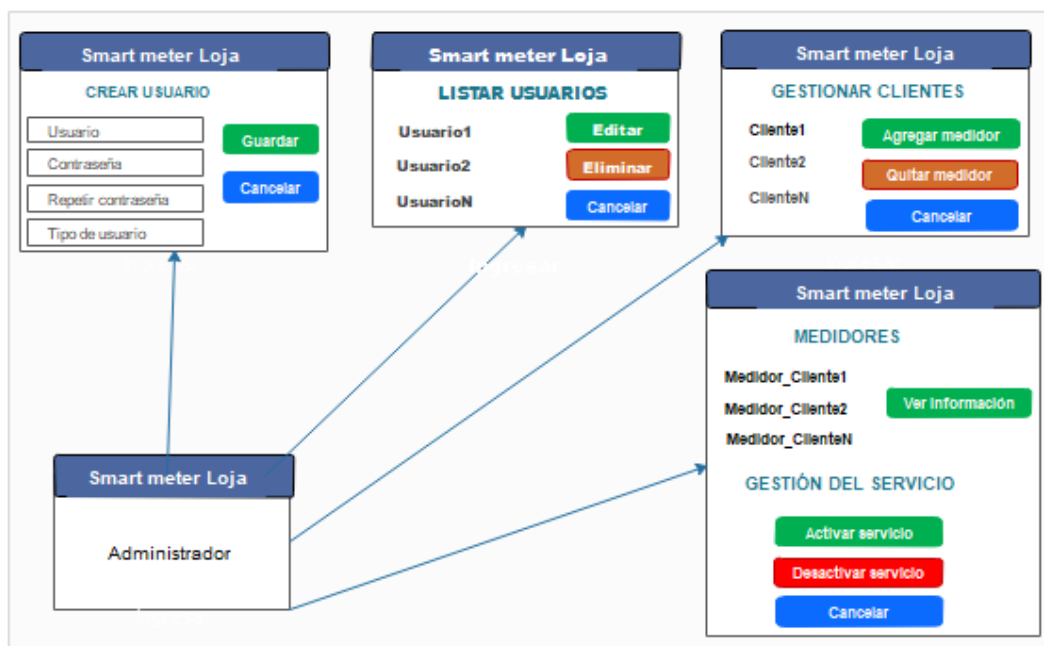 Smart meter Loja
CREAR USUARIO
Usuario
Contraseña
Repetir contraseña
Tipo de usuario
Guardar
Cancelar
Smart meter Loja
LISTAR USUARIOS
Usuario1
Usuario2
UsuarioN
Editar
Eliminar
Cancelar
Smart meter Loja
GESTIONAR CLIENTES
Cliente1
Cliente2
ClienteN
Agregar medidor
Quitar medidor
Cancelar
Smart meter Loja
MEDIDORES
Medidor_Cliente1
Medidor_Cliente2
Medidor_ClienteN
Ver información
GESTIÓN DEL SERVICIO
Activar servicio
Desactivar servicio
Cancelar
Smart meter Loja
Administrador